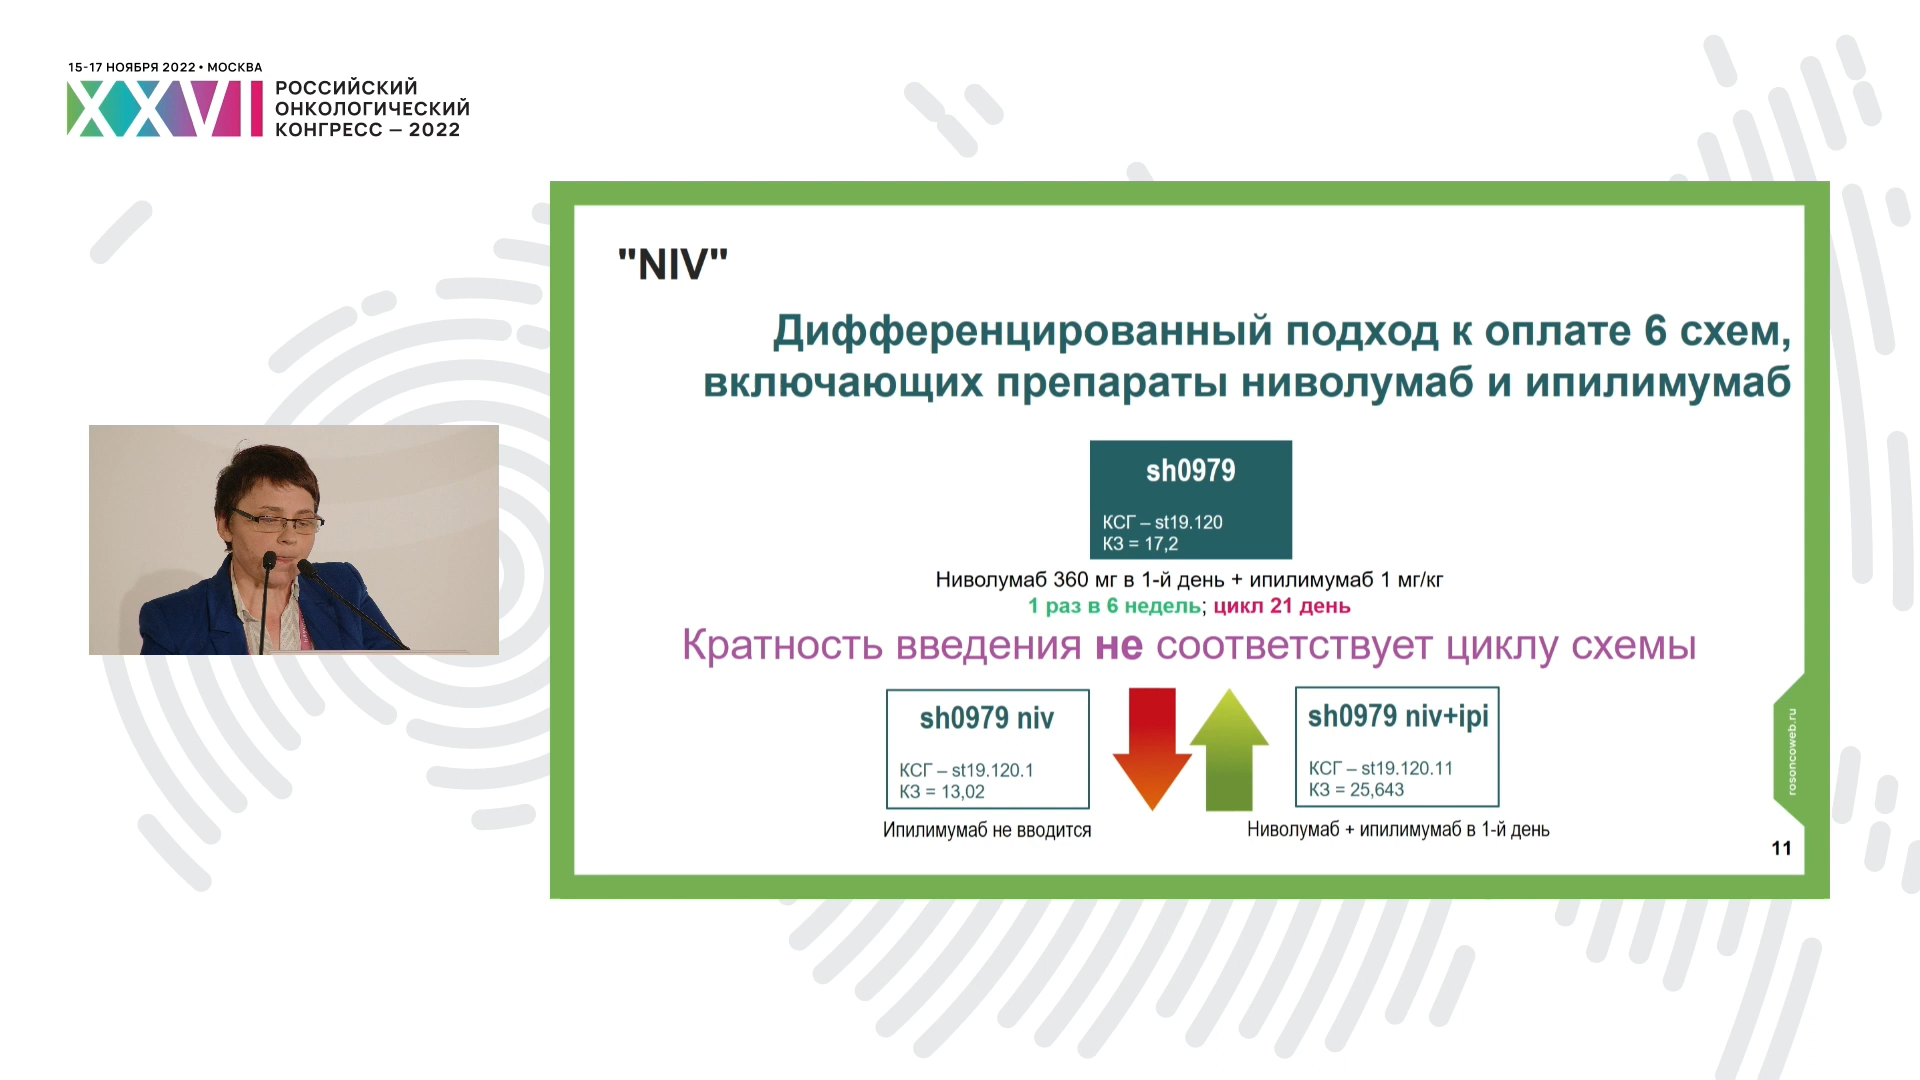 15-17 НОЯБРЯ 2022 • МОСКВА
XXVI
РОССИЙСКИЙ
ОНКОЛОГИЧЕСКИЙ
КОНГРЕСС – 2022
"NIV"
Дифференцированный подход к оплате 6 схем,
включающих препараты ниволумаб и ипилимумаб
sh0979
КСГ – st19.120
КЗ = 17,2
Ниволумаб 360 мг в 1-й день + ипилимумаб 1 мг/кг
1 раз в 6 недель; цикл 21 день
Кратность введения не соответствует циклу схемы
sh0979 niv
КСГ – st19.120.1
КЗ = 13,02
Ипилимумаб не вводится
sh0979 niv+ipi
КСГ – st19.120.11
КЗ = 25,643
Ниволумаб + ипилимумаб в 1-й день
rosoncoweb.ru
11